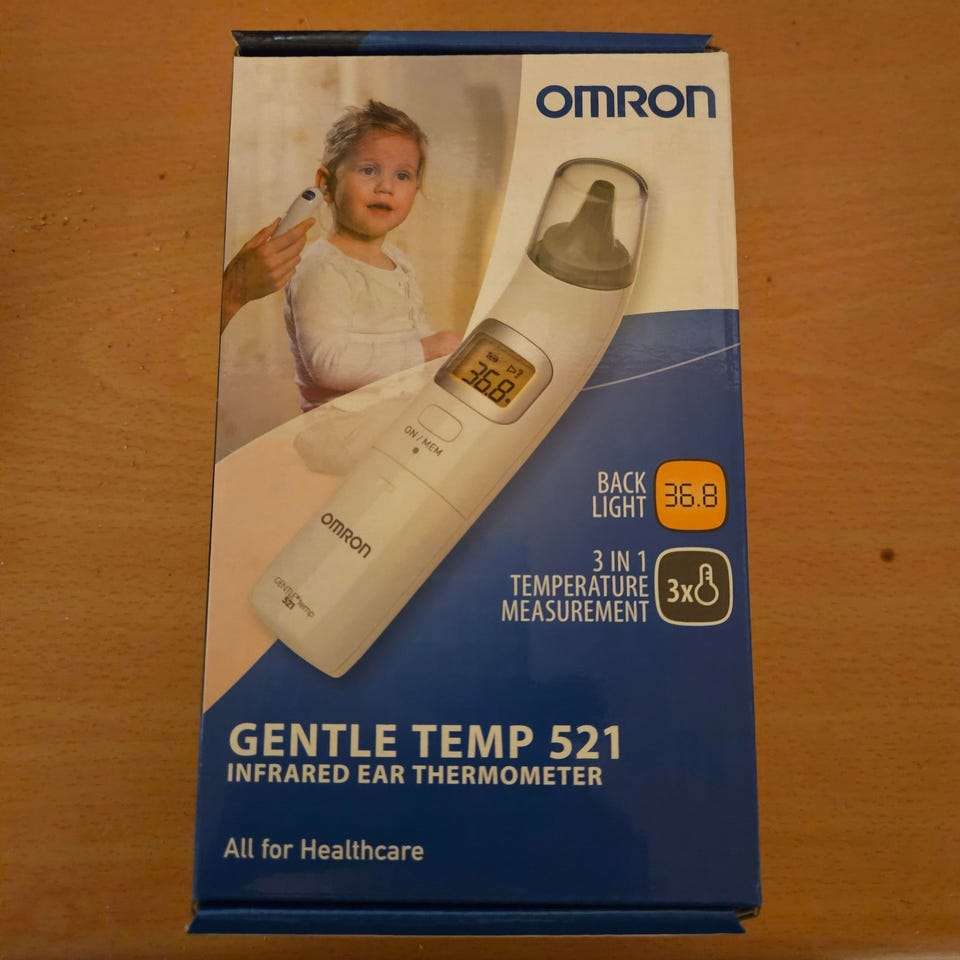 OMRON
36.8
ON / MEM
OMRON
GENTLE temp
521
BACK
LIGHT
36.8
3 IN 1
TEMPERATURE
MEASUREMENT
3x
GENTLE TEMP 521
INFRARED EAR THERMOMETER
All for Healthcare